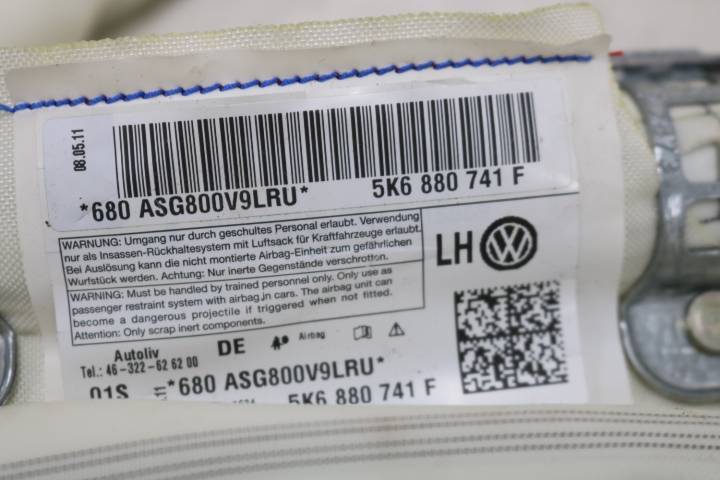 08.05.11
*680 ASG800V9LRU*
5K6 880 741 F
WARNUNG: Umgang nur durch geschultes Personal erlaubt. Verwendung
nur als Insassen-Rückhaltesystem mit Luftsack für Kraftfahrzeuge erlaubt.
Bei Auslösung kann die nicht montierte Airbag-Einheit zum gefährlichen
Wurfstück werden. Achtung: Nur inerte Gegenstände verschrotten.
WARNING: Must be handled by trained personnel only. Use only as
passenger restraint system with airbag in cars. The airbag unit can
become a dangerous projectile if triggered when not fitted.
Attention: Only scrap inert components.
LH
Autoliv
Tel.: 46-322-62 62 00
DE
Airbag
01S
*680 ASG800V9LRU*
5K6 880 741 F